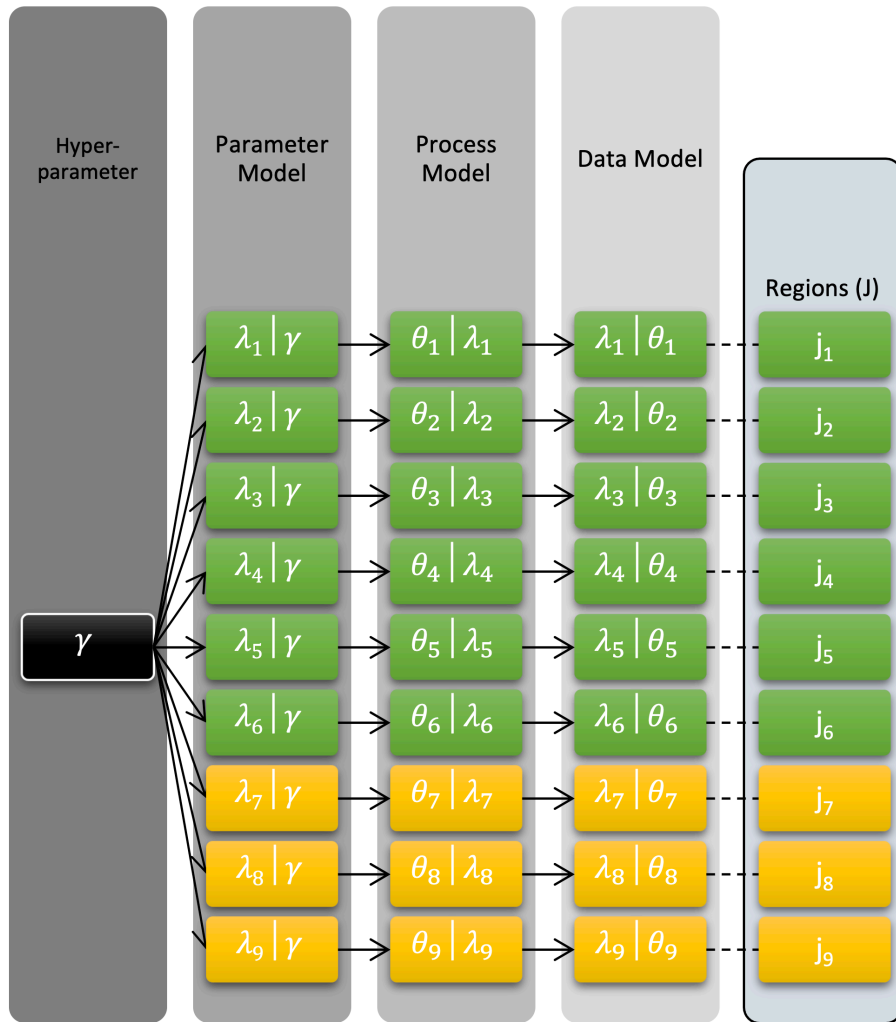 Hyper-
parameter
Parameter
Model
Process
Model
Data Model
Regions (J)
λ₁|γ θ₁|λ₁ λ₁|θ₁ j₁
λ₂|γ θ₂|λ₂ λ₂|θ₂ j₂
λ₃|γ θ₃|λ₃ λ₃|θ₃ j₃
λ₄|γ θ₄|λ₄ λ₄|θ₄ j₄
γ λ₅|γ θ₅|λ₅ λ₅|θ₅ j₅
λ₆|γ θ₆|λ₆ λ₆|θ₆ j₆
λ₇|γ θ₇|λ₇ λ₇|θ₇ j₇
λ₈|γ θ₈|λ₈ λ₈|θ₈ j₈
λ₉|γ θ₉|λ₉ λ₉|θ₉ j₉